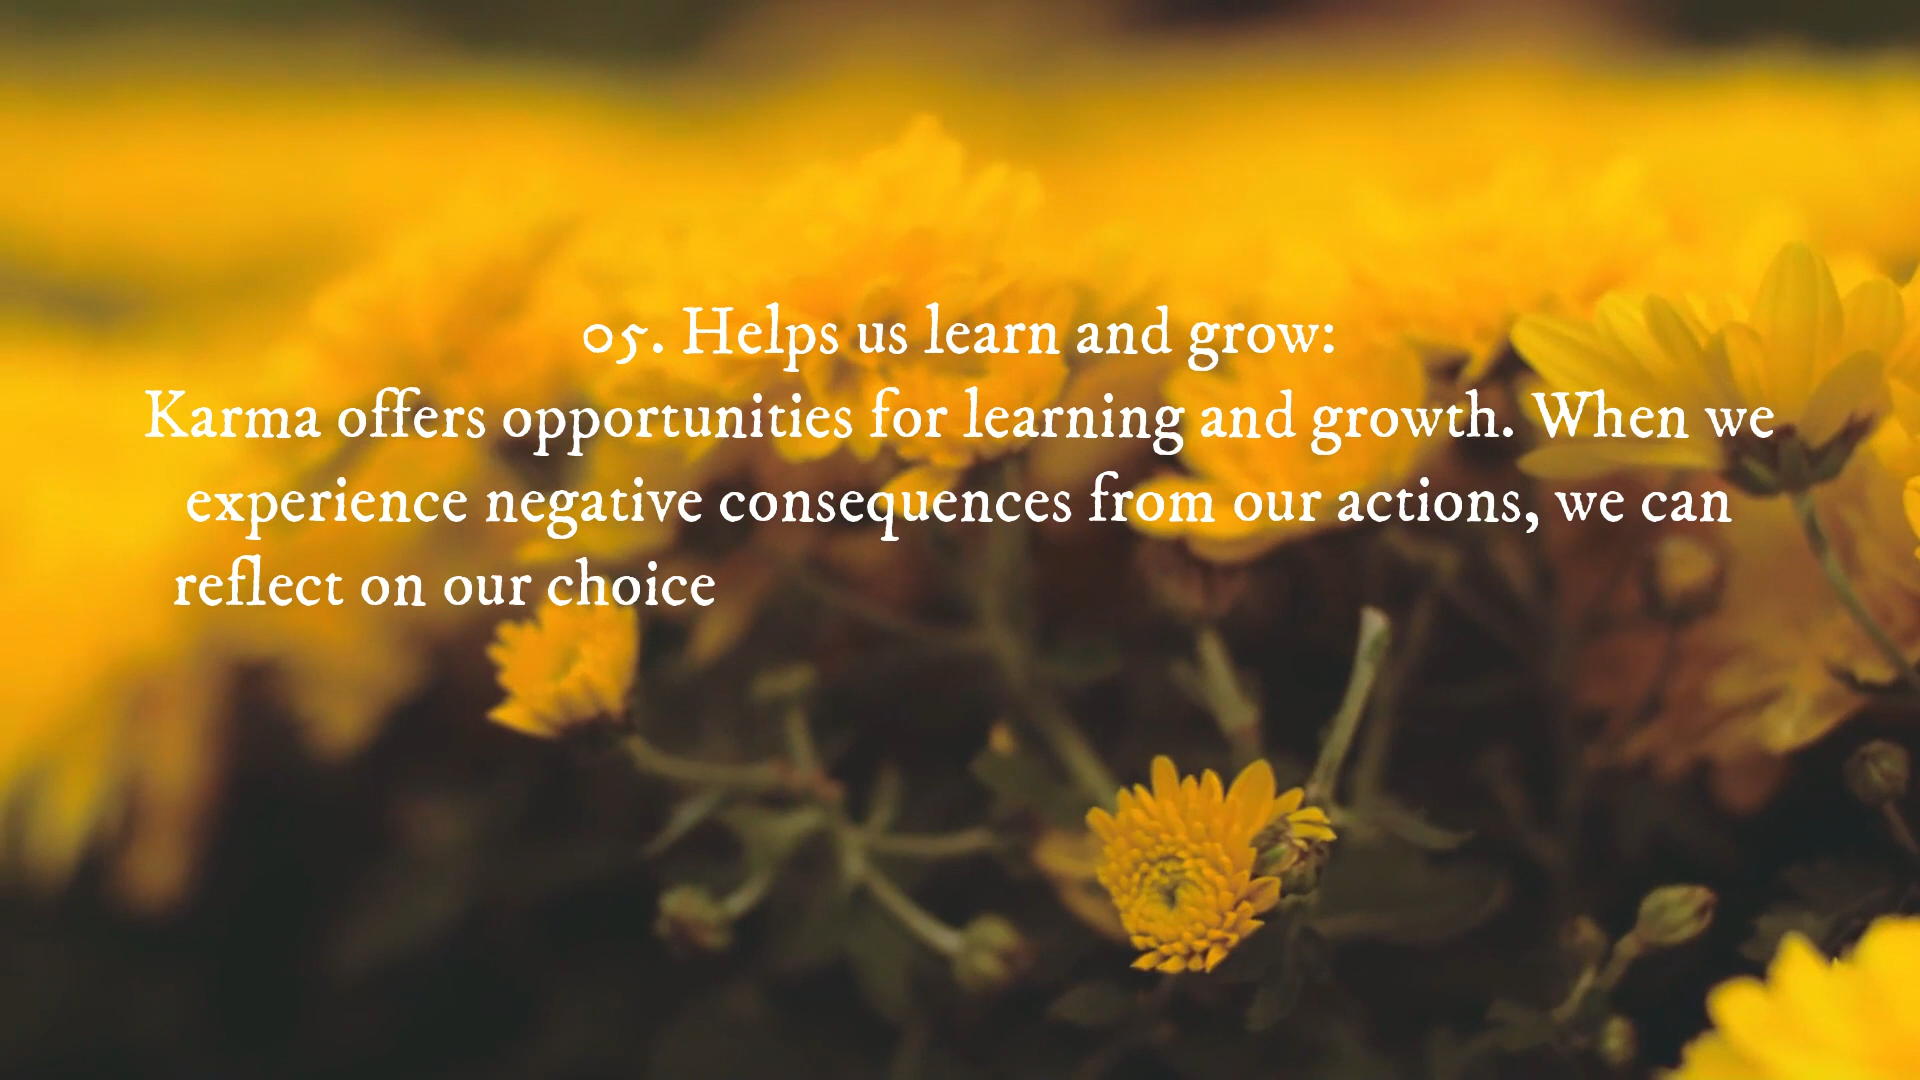 05. Helps us learn and grow:
Karma offers opportunities for learning and growth. When we
experience negative consequences from our actions, we can
reflect on our choice